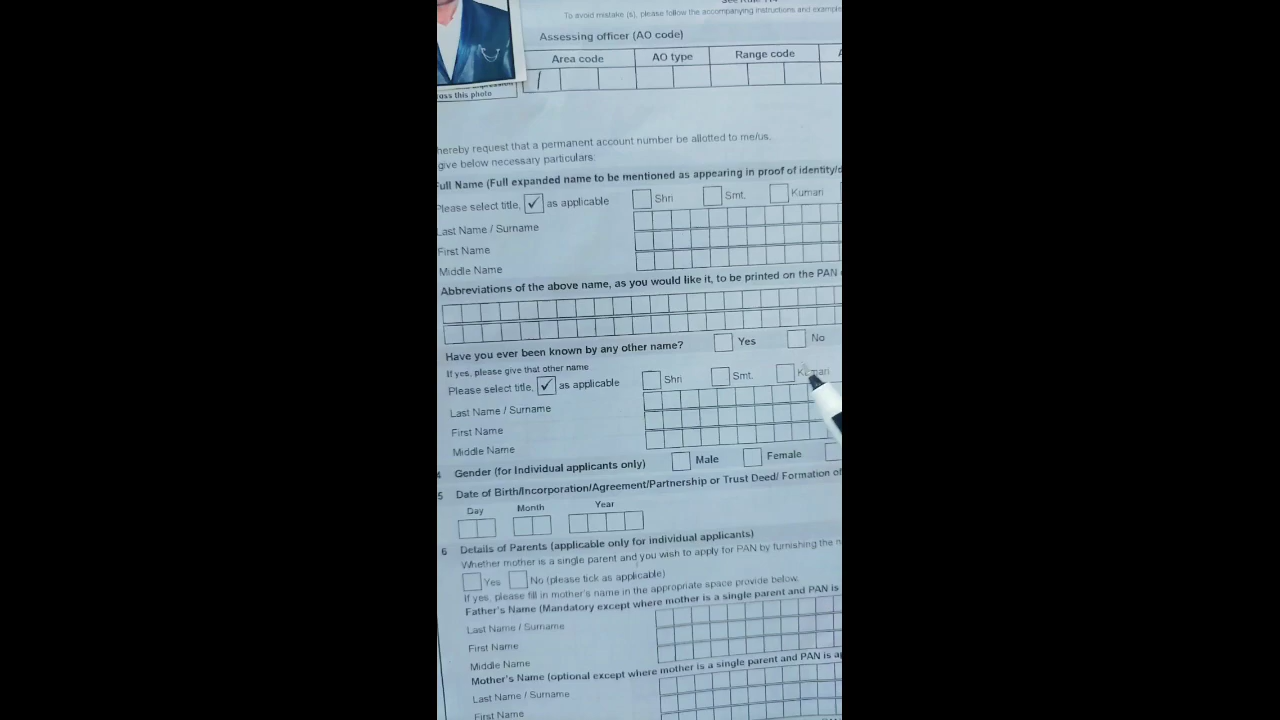 To avoid mistake (s), please follow the accompanying instructions and example
Assessing officer (AO code)
Area code AO type Range code A
ross this photo
hereby request that a permanent account number be allotted to me/us.
give below necessary particulars:
Full Name (Full expanded name to be mentioned as appearing in proof of identity/d
Please select title, ✓ as applicable Shri Smt. Kumari
Last Name / Surname
First Name
Middle Name
Abbreviations of the above name, as you would like it, to be printed on the PAN
Have you ever been known by any other name? Yes No
If yes, please give that other name
Please select title, ✓ as applicable Shri Smt. Kumari
Last Name / Surname
First Name
Middle Name
4 Gender (for Individual applicants only) Male Female
5 Date of Birth/Incorporation/Agreement/Partnership or Trust Deed/ Formation of
Day Month Year
6 Details of Parents (applicable only for individual applicants)
Whether mother is a single parent and you wish to apply for PAN by furnishing the n
Yes No (please tick as applicable)
If yes, please fill in mother's name in the appropriate space provide below.
Father's Name (Mandatory except where mother is a single parent and PAN is
Last Name / Surname
First Name
Middle Name
Mother's Name (optional except where mother is a single parent and PAN is ap
Last Name / Surname
First Name